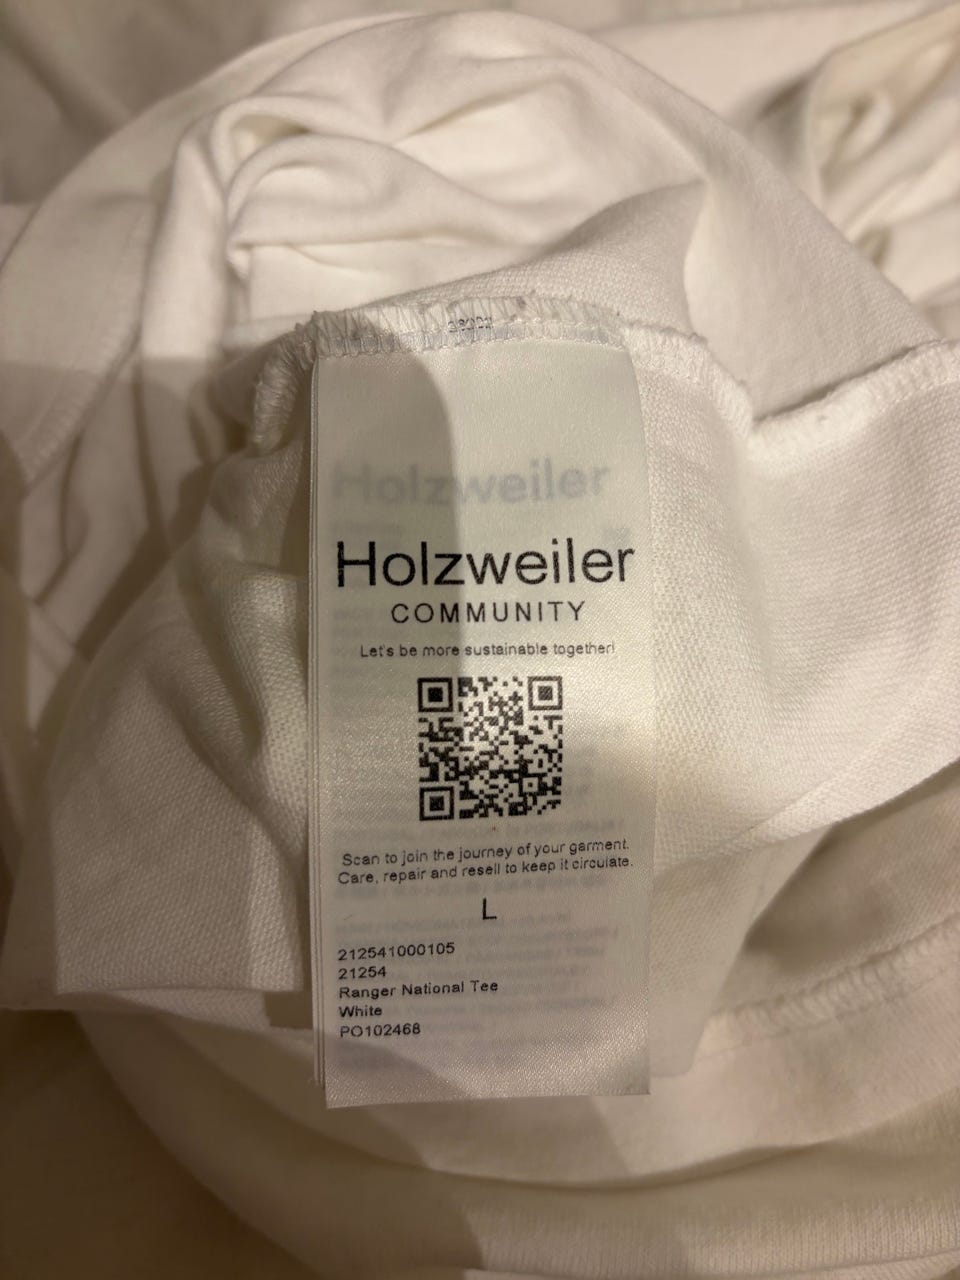 Holzweiler
Holzweiler
COMMUNITY
Let's be more sustainable together!
Scan to join the journey of your garment.
Care, repair and resell to keep it circulate.
L
212541000105
21254
Ranger National Tee
White
PO102468